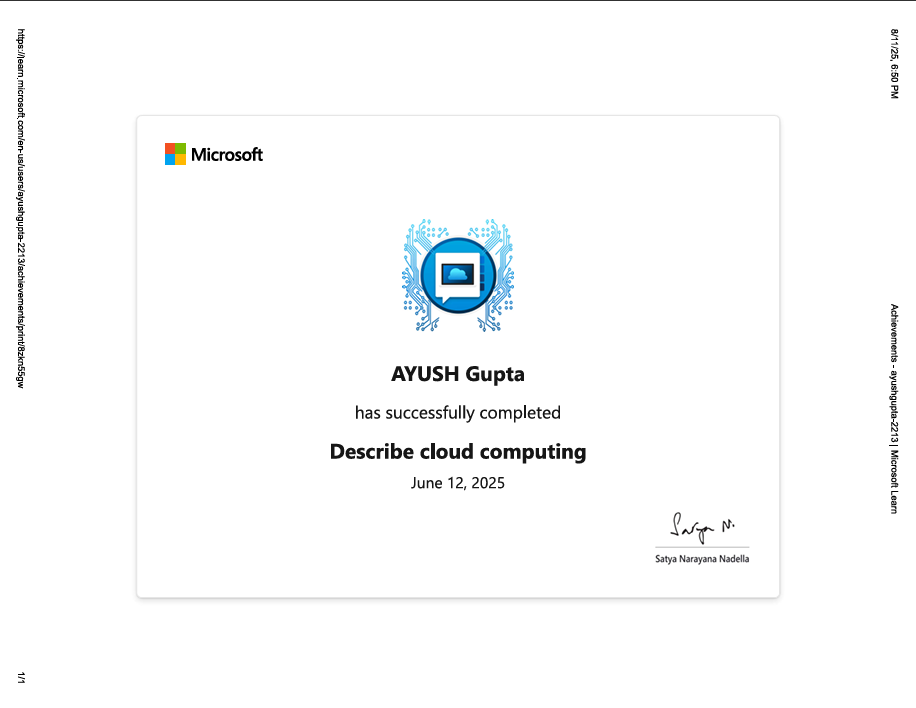 8/11/25, 6:50 PM
Achievements - ayushgupta-2213 | Microsoft Learn
Microsoft
AYUSH Gupta
has successfully completed
Describe cloud computing
June 12, 2025
Satya N.
Satya Narayana Nadella
https://learn.microsoft.com/en-us/users/ayushgupta-2213/achievements/print/8zkn55gw
1/1